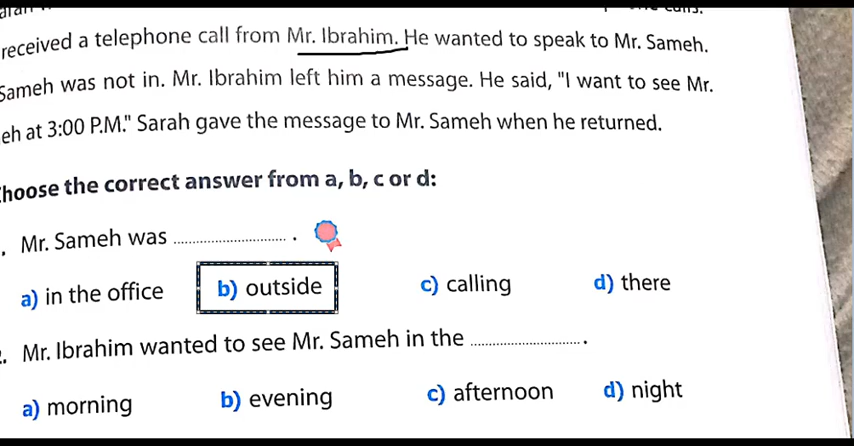 received a telephone call from Mr. Ibrahim. He wanted to speak to Mr. Sameh.
Sameh was not in. Mr. Ibrahim left him a message. He said, "I want to see Mr.
eh at 3:00 P.M." Sarah gave the message to Mr. Sameh when he returned.
Choose the correct answer from a, b, c or d:
. Mr. Sameh was .............................. .
a) in the office b) outside c) calling d) there
. Mr. Ibrahim wanted to see Mr. Sameh in the .............................. .
a) morning b) evening c) afternoon d) night